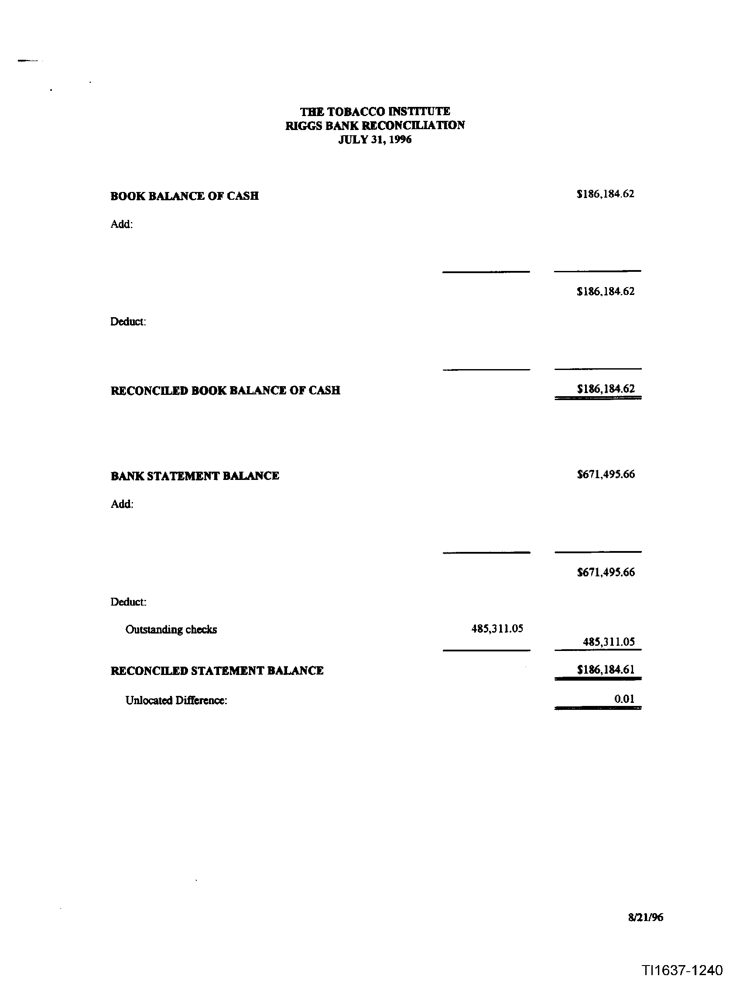 THE TOBACCO INSTITUTE
RIGGS BANK RECONCILIATION
JULY 31, 1996
BOOK BALANCE OF CASH $186,184.62
Add:
$186,184.62
Deduct:
RECONCILED BOOK BALANCE OF CASH $186,184.62
BANK STATEMENT BALANCE $671,495.66
Add:
$671,495.66
Deduct:
Outstanding checks 485,311.05
485,311.05
RECONCILED STATEMENT BALANCE $186,184.61
Unlocated Difference: 0.01
8/21/96
TI1637-1240